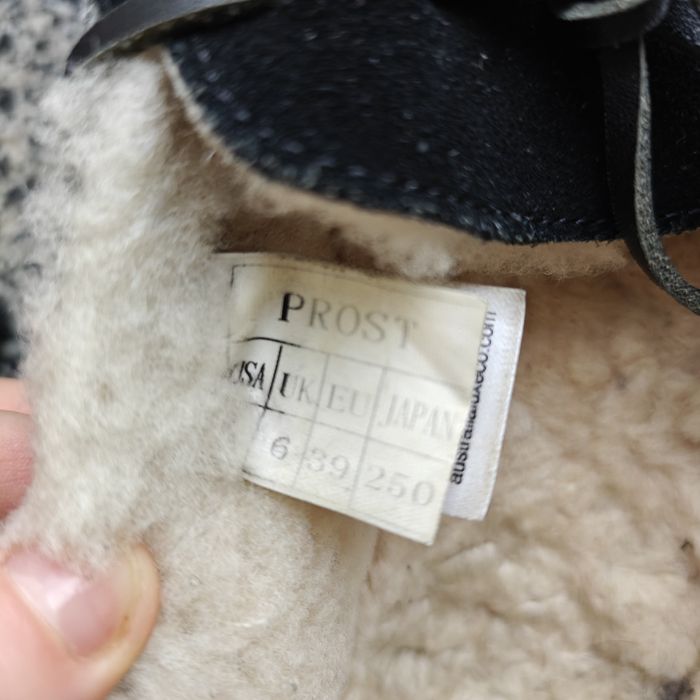 PROST
USA UK EU JAPAN
6 39 250
australialuxeco.com